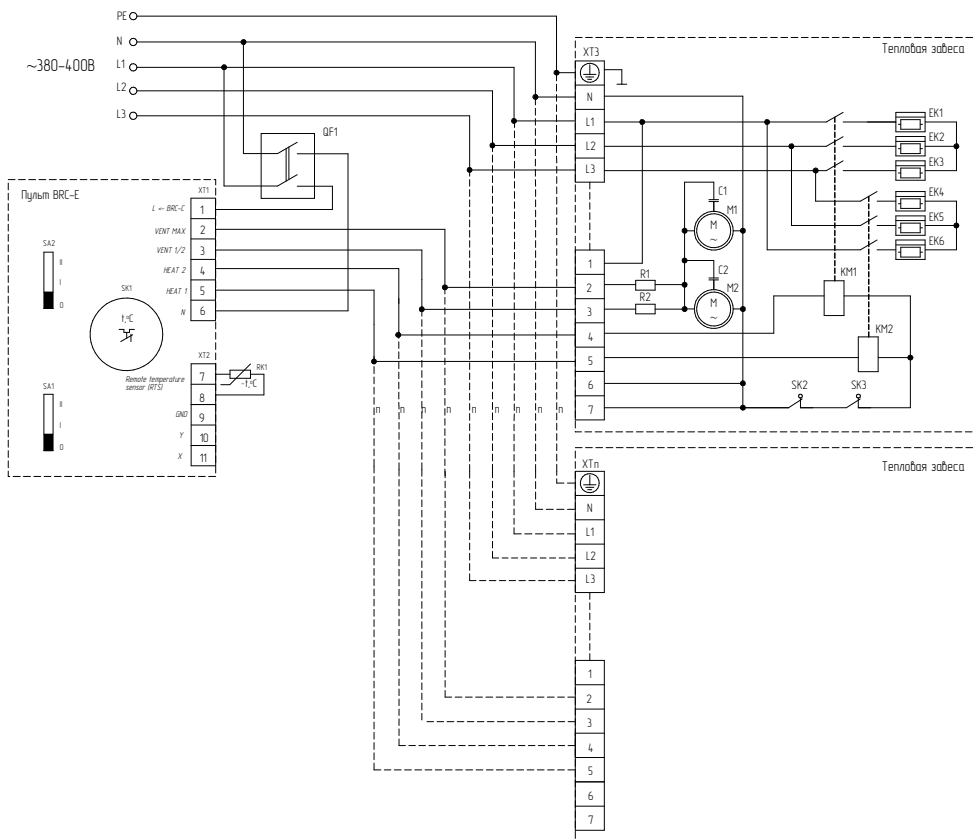 PE
N
~380-400В
L1
L2
L3
QF1
Пульт BRC-E
XT1
L ← BRC-C
1
VENT MAX
2
VENT 1/2
3
HEAT 2
4
HEAT 1
5
N
6
SA2
II
I
0
SK1
t,°C
XT2
Remote temperature
sensor (RTS)
7
8
GND
9
Y
10
X
11
RK1
-t,°C
SA1
II
I
0
n n n n n n n n n
XT3
Тепловая завеса
N
L1
L2
L3
1
2
3
4
5
6
7
EK1
EK2
EK3
EK4
EK5
EK6
C1
M1
M
~
C2
M2
M
~
R1
R2
KM1
KM2
SK2
SK3
XTn
Тепловая завеса
N
L1
L2
L3
1
2
3
4
5
6
7